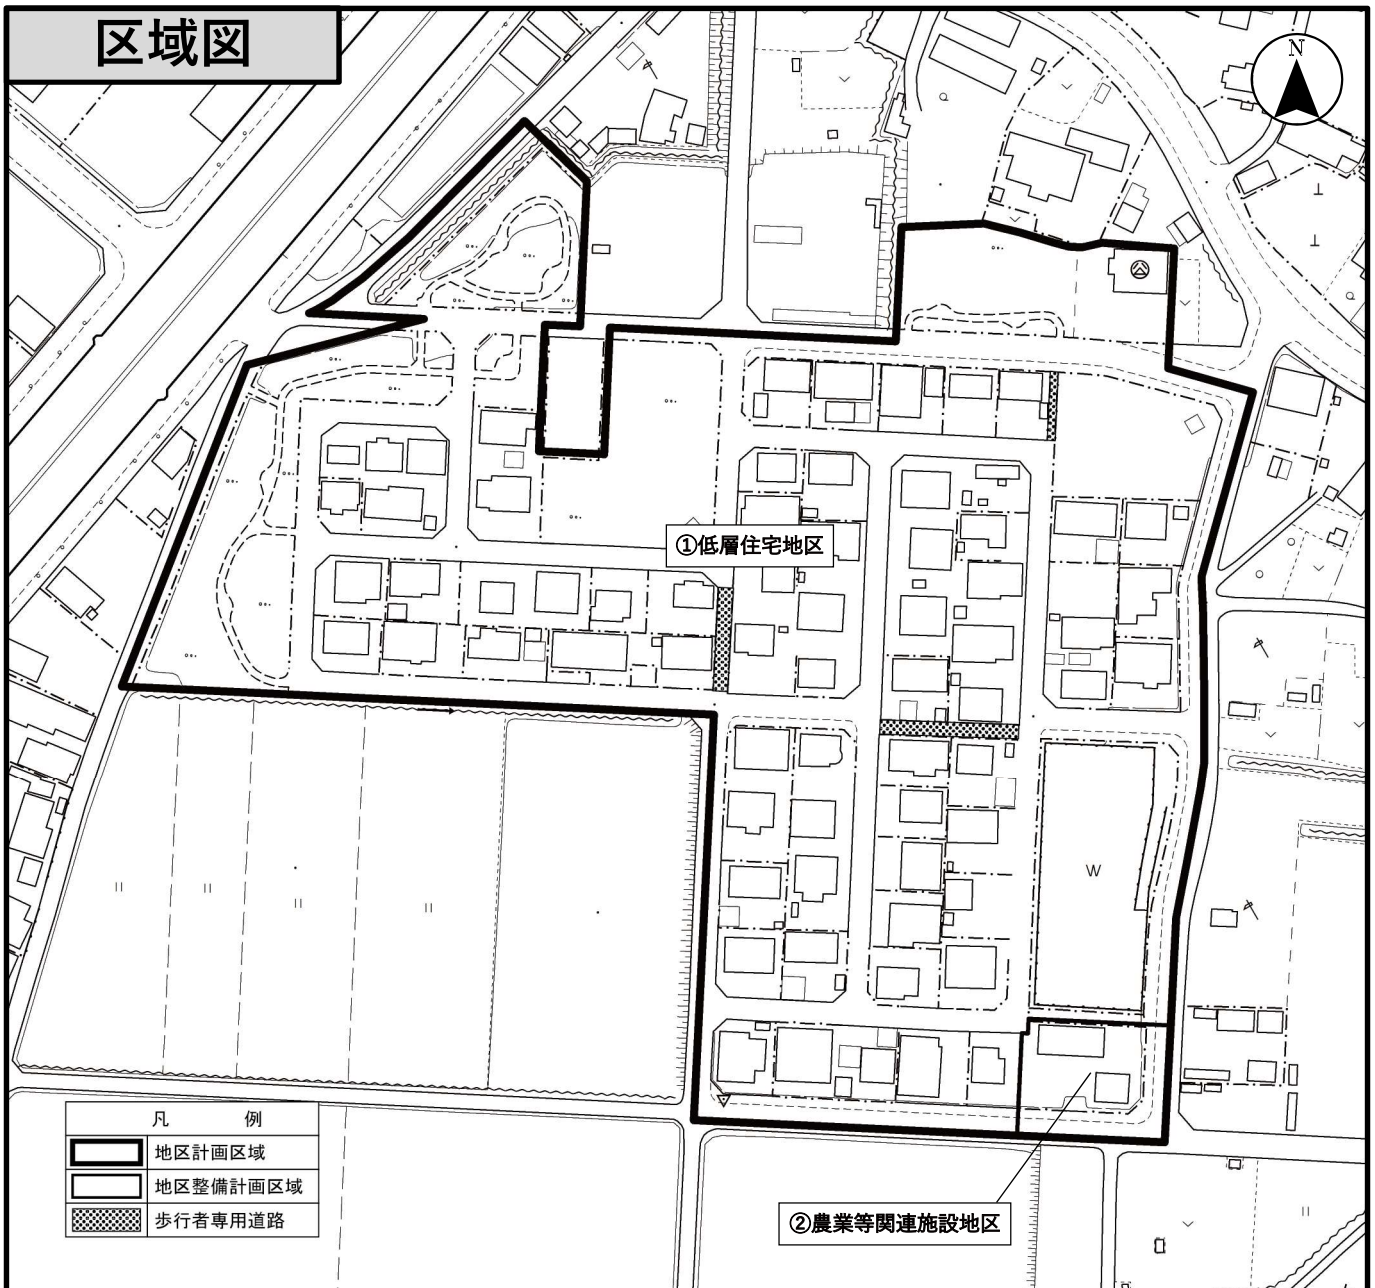 区域図
N
①低層住宅地区
W
凡　例
地区計画区域
地区整備計画区域
歩行者専用道路
②農業等関連施設地区